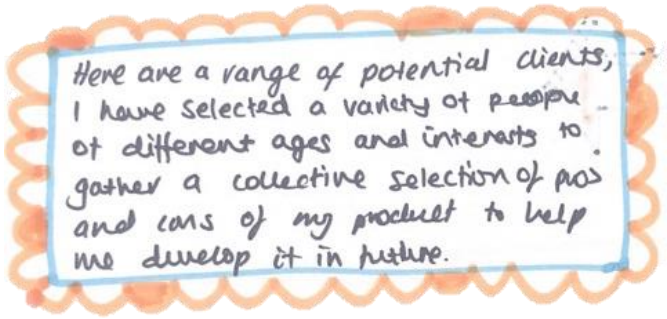 Here are a range of potential clients,
I have selected a variety of people
of different ages and interests to
gather a collective selection of pros
and cons of my product to help
me develop it in future.